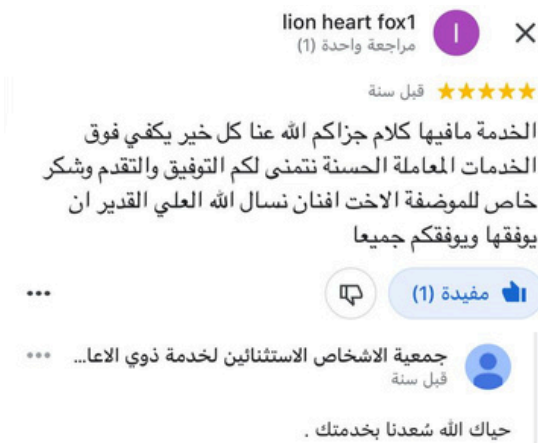 lion heart fox1
مراجعة واحدة (1)
قبل سنة
الخدمة مافيها كلام جزاكم الله عنا كل خير يكفي فوق
الخدمات المعاملة الحسنة نتمنى لكم التوفيق والتقدم وشكر
خاص للموضفة الاخت افنان نسال الله العلي القدير ان
يوفقها ويوفقكم جميعا
مفيدة (1)
جمعية الاشخاص الاستثنائين لخدمة ذوي الاعا...
قبل سنة
حياك الله سُعدنا بخدمتك .